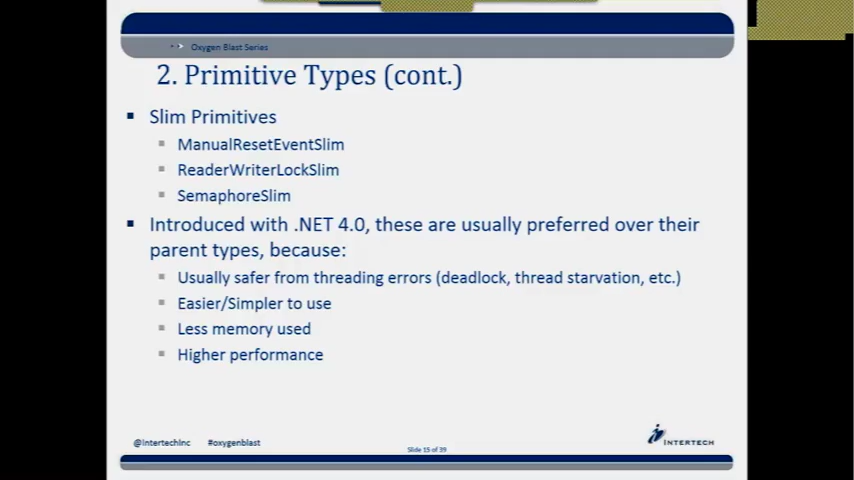 Oxygen Blast Series
2. Primitive Types (cont.)
Slim Primitives
ManualResetEventSlim
ReaderWriterLockSlim
SemaphoreSlim
Introduced with .NET 4.0, these are usually preferred over their
parent types, because:
Usually safer from threading errors (deadlock, thread starvation, etc.)
Easier/Simpler to use
Less memory used
Higher performance
@IntertechInc #oxygenblast
Slide 15 of 39
INTERTECH